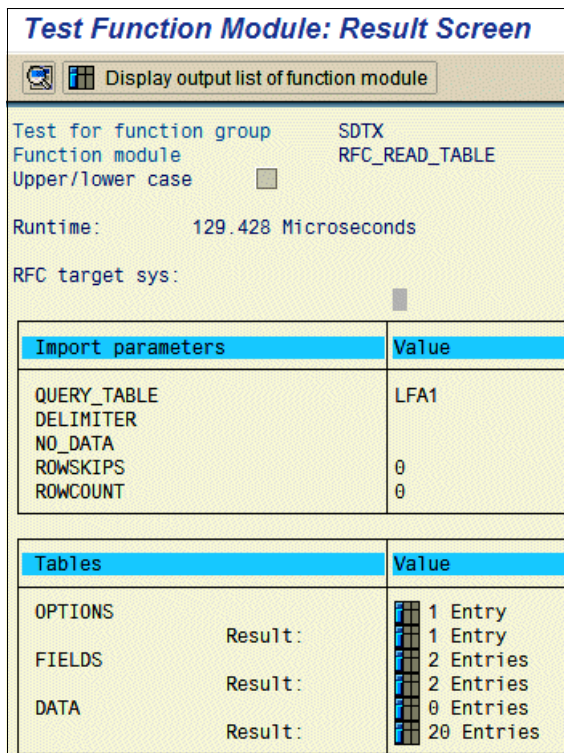 Test Function Module: Result Screen
Display output list of function module
Test for function group SDTX
Function module RFC_READ_TABLE
Upper/lower case
Runtime: 129.428 Microseconds
RFC target sys:
Import parameters Value
QUERY_TABLE LFA1
DELIMITER
NO_DATA
ROWSKIPS 0
ROWCOUNT 0
Tables Value
OPTIONS 1 Entry
Result: 1 Entry
FIELDS 2 Entries
Result: 2 Entries
DATA 0 Entries
Result: 20 Entries